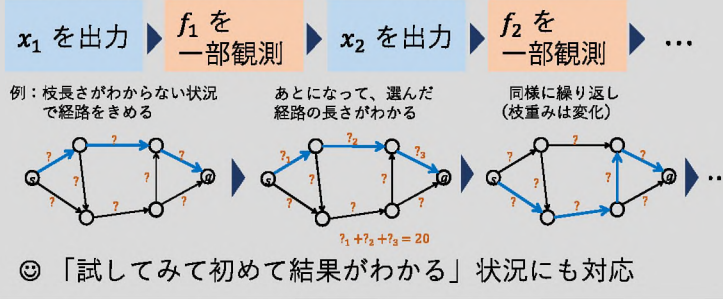 x₁ を出力
f₁ を
一部観測
x₂ を出力
f₂ を
一部観測
…
例：枝長さがわからない状況
で経路をきめる
あとになって、選んだ
経路の長さがわかる
同様に繰り返し
(枝重みは変化)
? ? ? ? ? ? ? ?
s g
?₁ ?₂ ?₃ ? ? ? ? ?
s g
?₁ +?₂ +?₃ = 20
? ? ? ? ? ? ? ?
s g
…
☺ 「試してみて初めて結果がわかる」状況にも対応